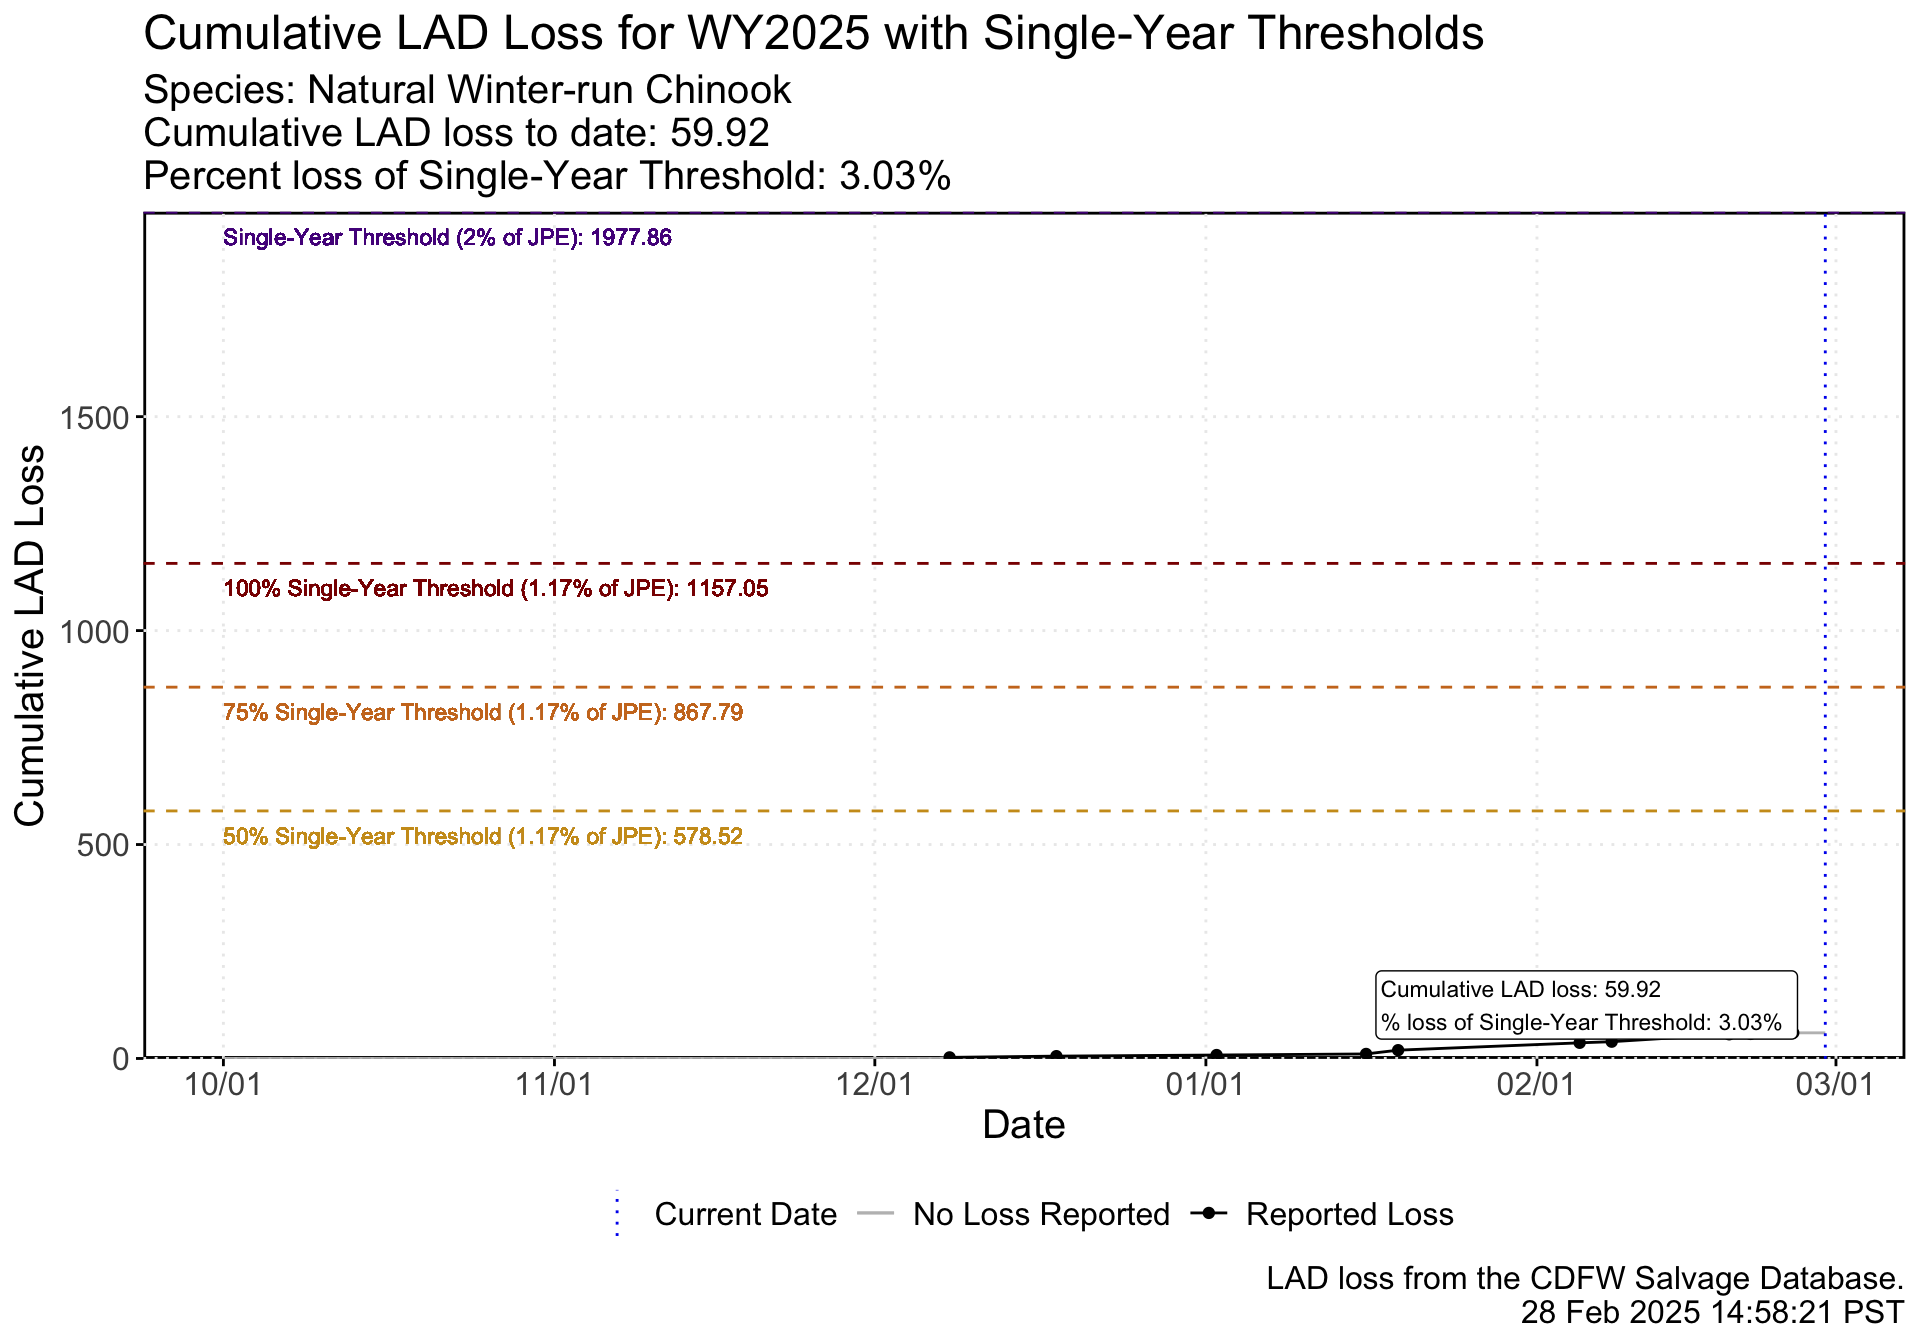 Cumulative LAD Loss for WY2025 with Single-Year Thresholds
Species: Natural Winter-run Chinook
Cumulative LAD loss to date: 59.92
Percent loss of Single-Year Threshold: 3.03%
Single-Year Threshold (2% of JPE): 1977.86
1500
100% Single-Year Threshold (1.17% of JPE): 1157.05
1000
75% Single-Year Threshold (1.17% of JPE): 867.79
50% Single-Year Threshold (1.17% of JPE): 578.52
500
Cumulative LAD loss: 59.92
% loss of Single-Year Threshold: 3.03%
0
Cumulative LAD Loss
10/01 11/01 12/01 01/01 02/01 03/01
Date
Current Date No Loss Reported Reported Loss
LAD loss from the CDFW Salvage Database.
28 Feb 2025 14:58:21 PST